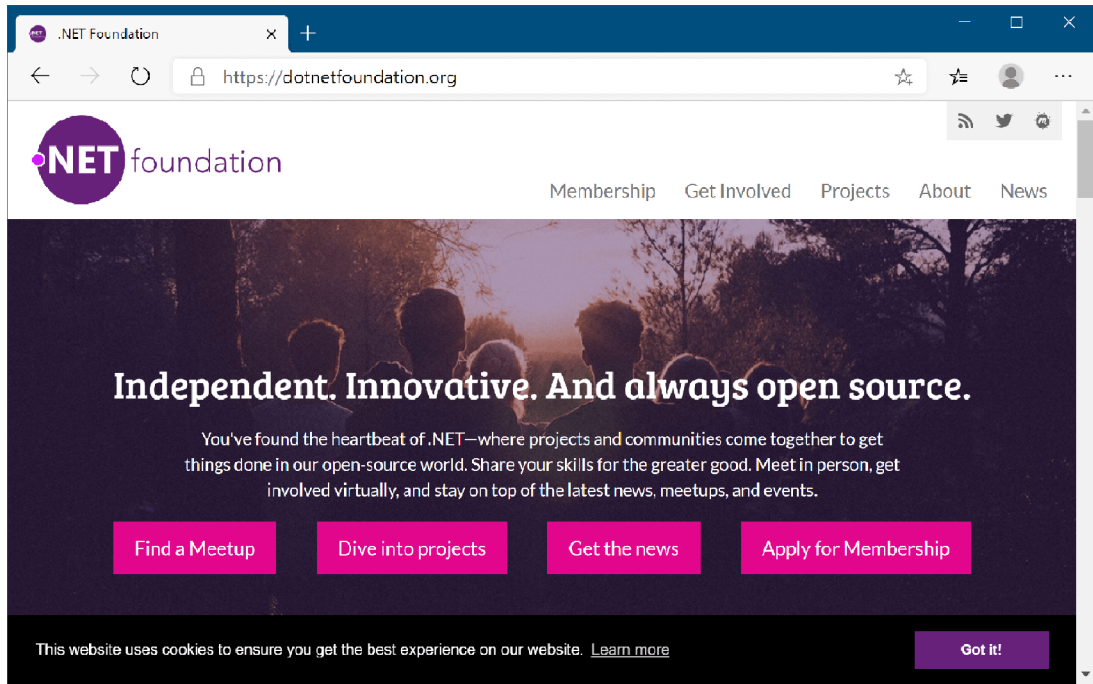 .NET Foundation
https://dotnetfoundation.org
.NET foundation
Membership Get Involved Projects About News
Independent. Innovative. And always open source.
You've found the heartbeat of .NET—where projects and communities come together to get
things done in our open-source world. Share your skills for the greater good. Meet in person, get
involved virtually, and stay on top of the latest news, meetups, and events.
Find a Meetup Dive into projects Get the news Apply for Membership
This website uses cookies to ensure you get the best experience on our website. Learn more Got it!